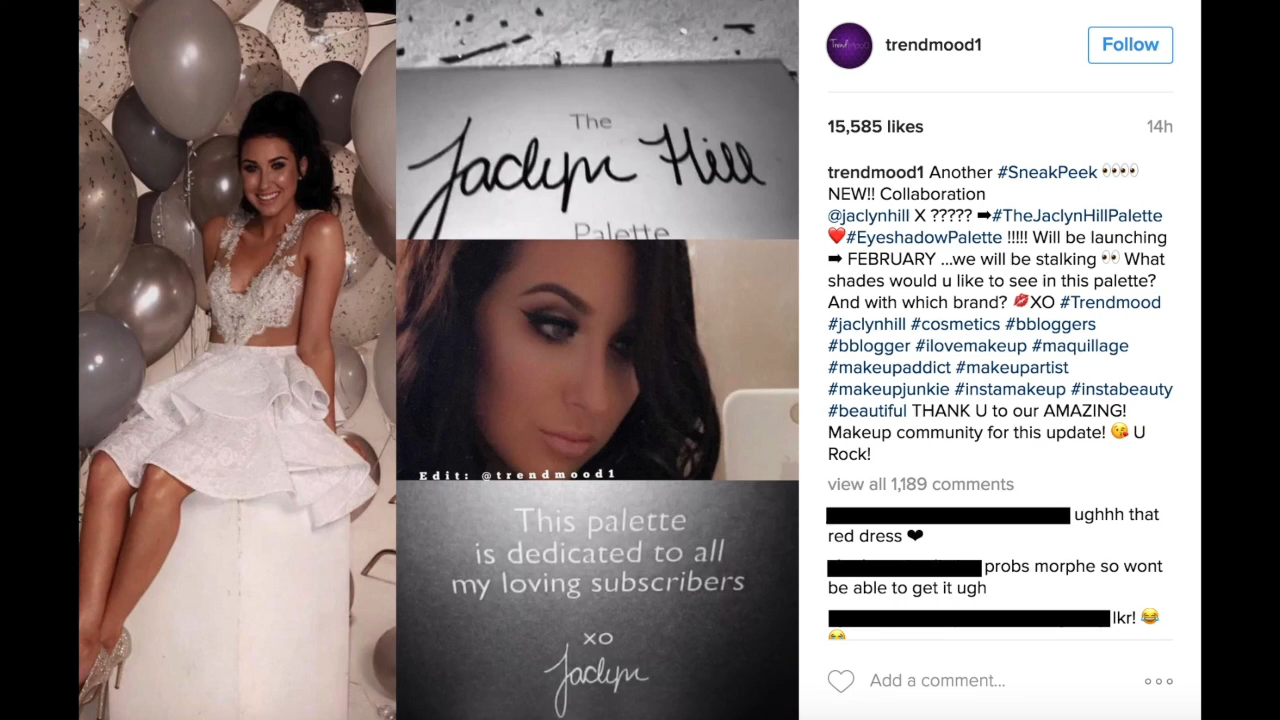 The
Jaclyn Hill
Palette
Edit: @trendmood1
This palette
is dedicated to all
my loving subscribers
xo
Jaclyn
trendmood1
Follow
15,585 likes
14h
trendmood1 Another #SneakPeek 👀👀
NEW!! Collaboration
@jaclynhill X ????? ➡#TheJaclynHillPalette
❤️#EyeshadowPalette !!!!! Will be launching
➡ FEBRUARY ...we will be stalking 👀 What
shades would u like to see in this palette?
And with which brand? 💋XO #Trendmood
#jaclynhill #cosmetics #bbloggers
#bblogger #ilovemakeup #maquillage
#makeupaddict #makeupartist
#makeupjunkie #instamakeup #instabeauty
#beautiful THANK U to our AMAZING!
Makeup community for this update! 😘 U
Rock!
view all 1,189 comments
ughhh that
red dress ❤
probs morphe so wont
be able to get it ugh
Ikr! 😂
😂
Add a comment...